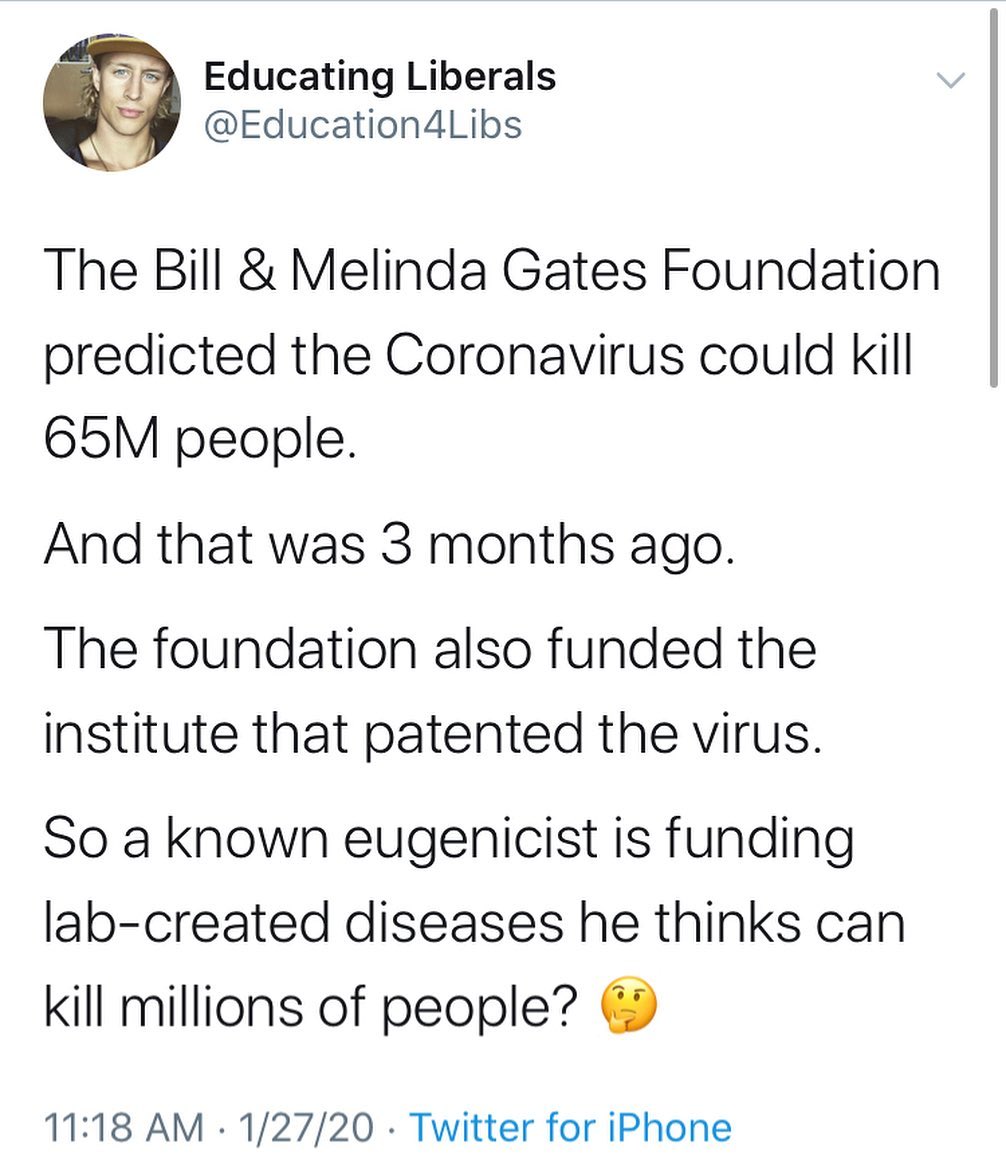 Educating Liberals
@Education4Libs
The Bill & Melinda Gates Foundation
predicted the Coronavirus could kill
65M people.
And that was 3 months ago.
The foundation also funded the
institute that patented the virus.
So a known eugenicist is funding
lab-created diseases he thinks can
kill millions of people? 🤔
11:18 AM · 1/27/20 · Twitter for iPhone